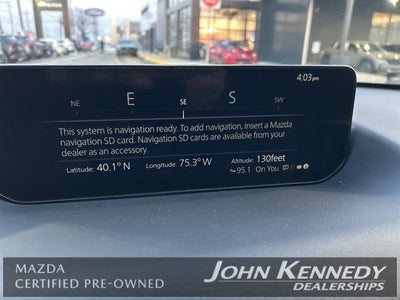 4:03pm
NE E SE S SW
This system is navigation ready. To add navigation, insert a Mazda
navigation SD card. Navigation SD cards are available from your
dealer as an accessory.
Latitude: 40.1° N Longitude: 75.3° W Altitude: 130feet
95.1 On You
MAZDA
CERTIFIED PRE-OWNED
JOHN KENNEDY
DEALERSHIPS